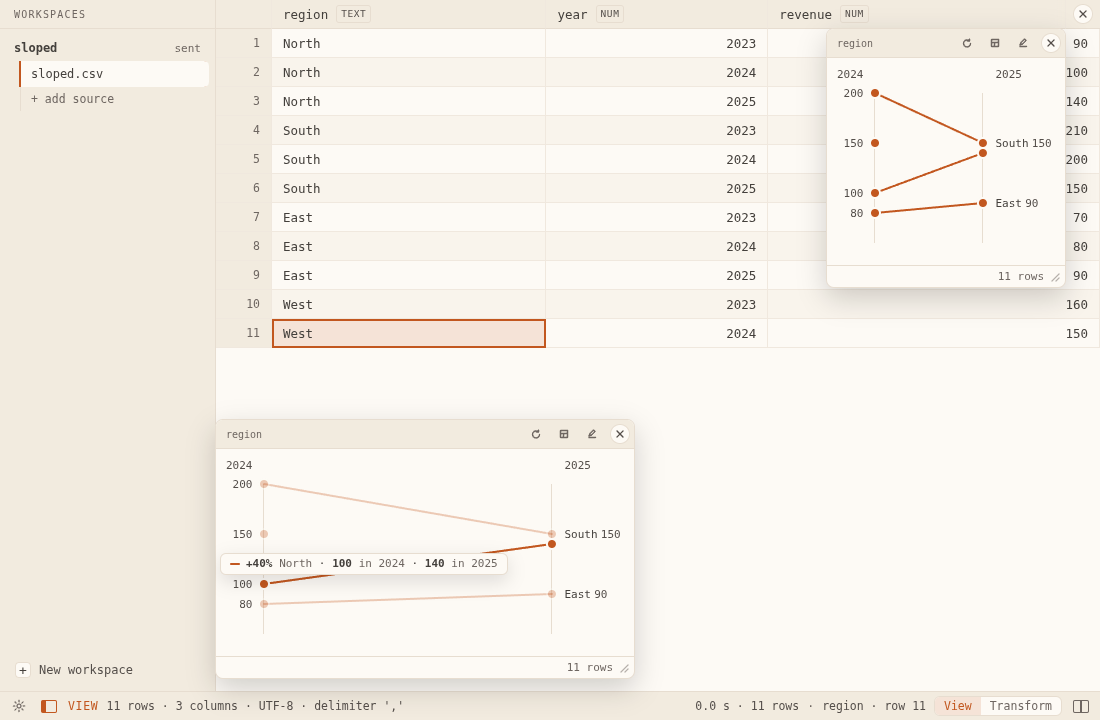 WORKSPACES
sloped sent
sloped.csv
+ add source
+ New workspace
region TEXT year NUM revenue NUM
1 North 2023 90
2 North 2024 100
3 North 2025 140
4 South 2023 210
5 South 2024 200
6 South 2025 150
7 East 2023 70
8 East 2024 80
9 East 2025 90
10 West 2023 160
11 West 2024 150
region
2024 2025
200
150 South 150
100
80 East 90
11 rows
region
2024 2025
200
150 South 150
+40% North · 100 in 2024 · 140 in 2025
100
80 East 90
11 rows
VIEW 11 rows · 3 columns · UTF-8 · delimiter ',' 0.0 s · 11 rows · region · row 11 View Transform